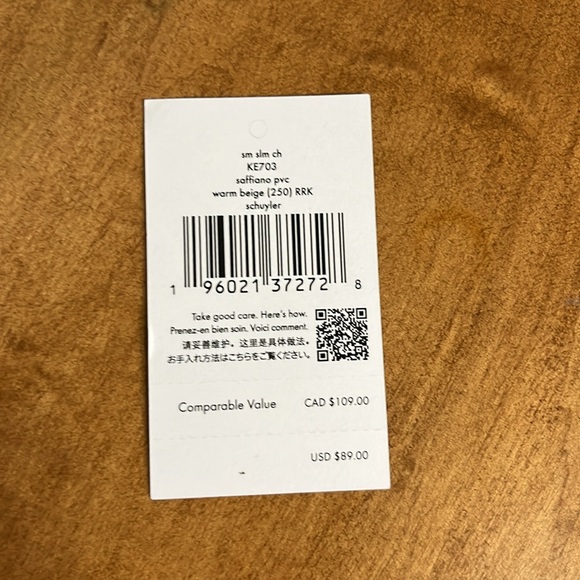 sm slm ch
KE703
saffiano pvc
warm beige (250) RRK
schuyler
1 96021 37272 8
Take good care. Here's how.
Prenez-en bien soin. Voici comment.
请妥善维护。这里是具体做法。
お手入れ方法はこちらをご覧ください。
Comparable Value CAD $109.00
USD $89.00